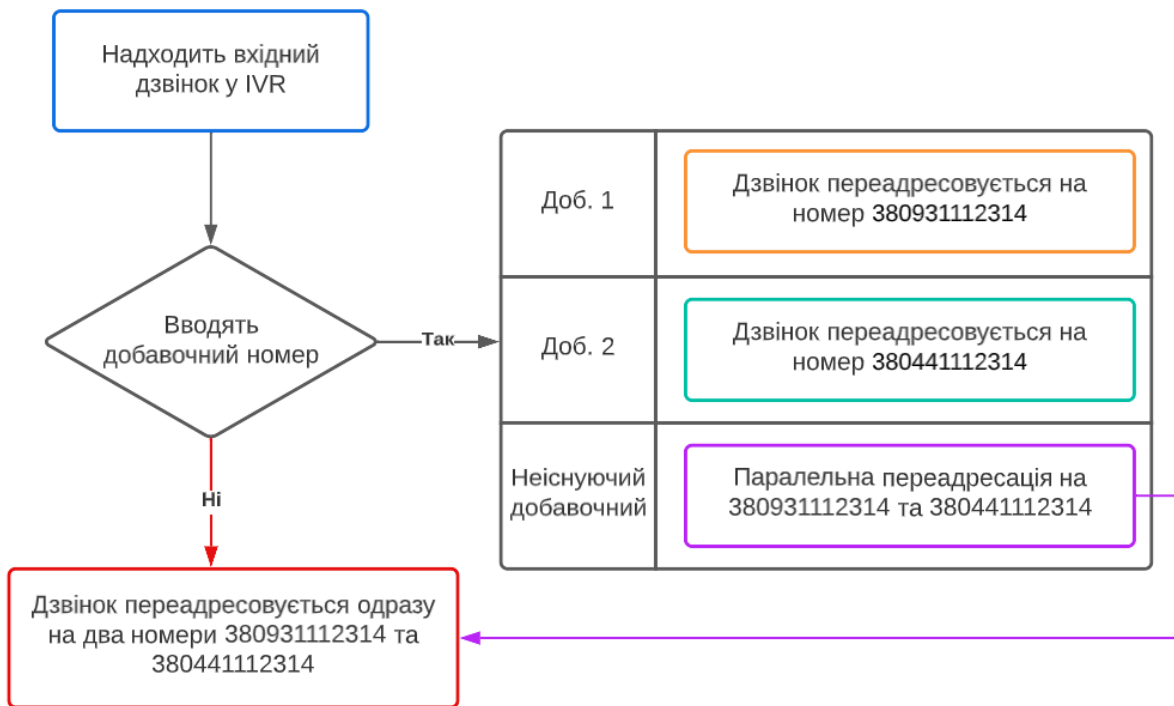 Надходить вхідний
дзвінок у IVR
Вводять
добавочний номер
Так
Ні
Доб. 1
Дзвінок переадресовується на
номер 380931112314
Доб. 2
Дзвінок переадресовується на
номер 380441112314
Неіснуючий
добавочний
Паралельна переадресація на
380931112314 та 380441112314
Дзвінок переадресовується одразу
на два номери 380931112314 та
380441112314